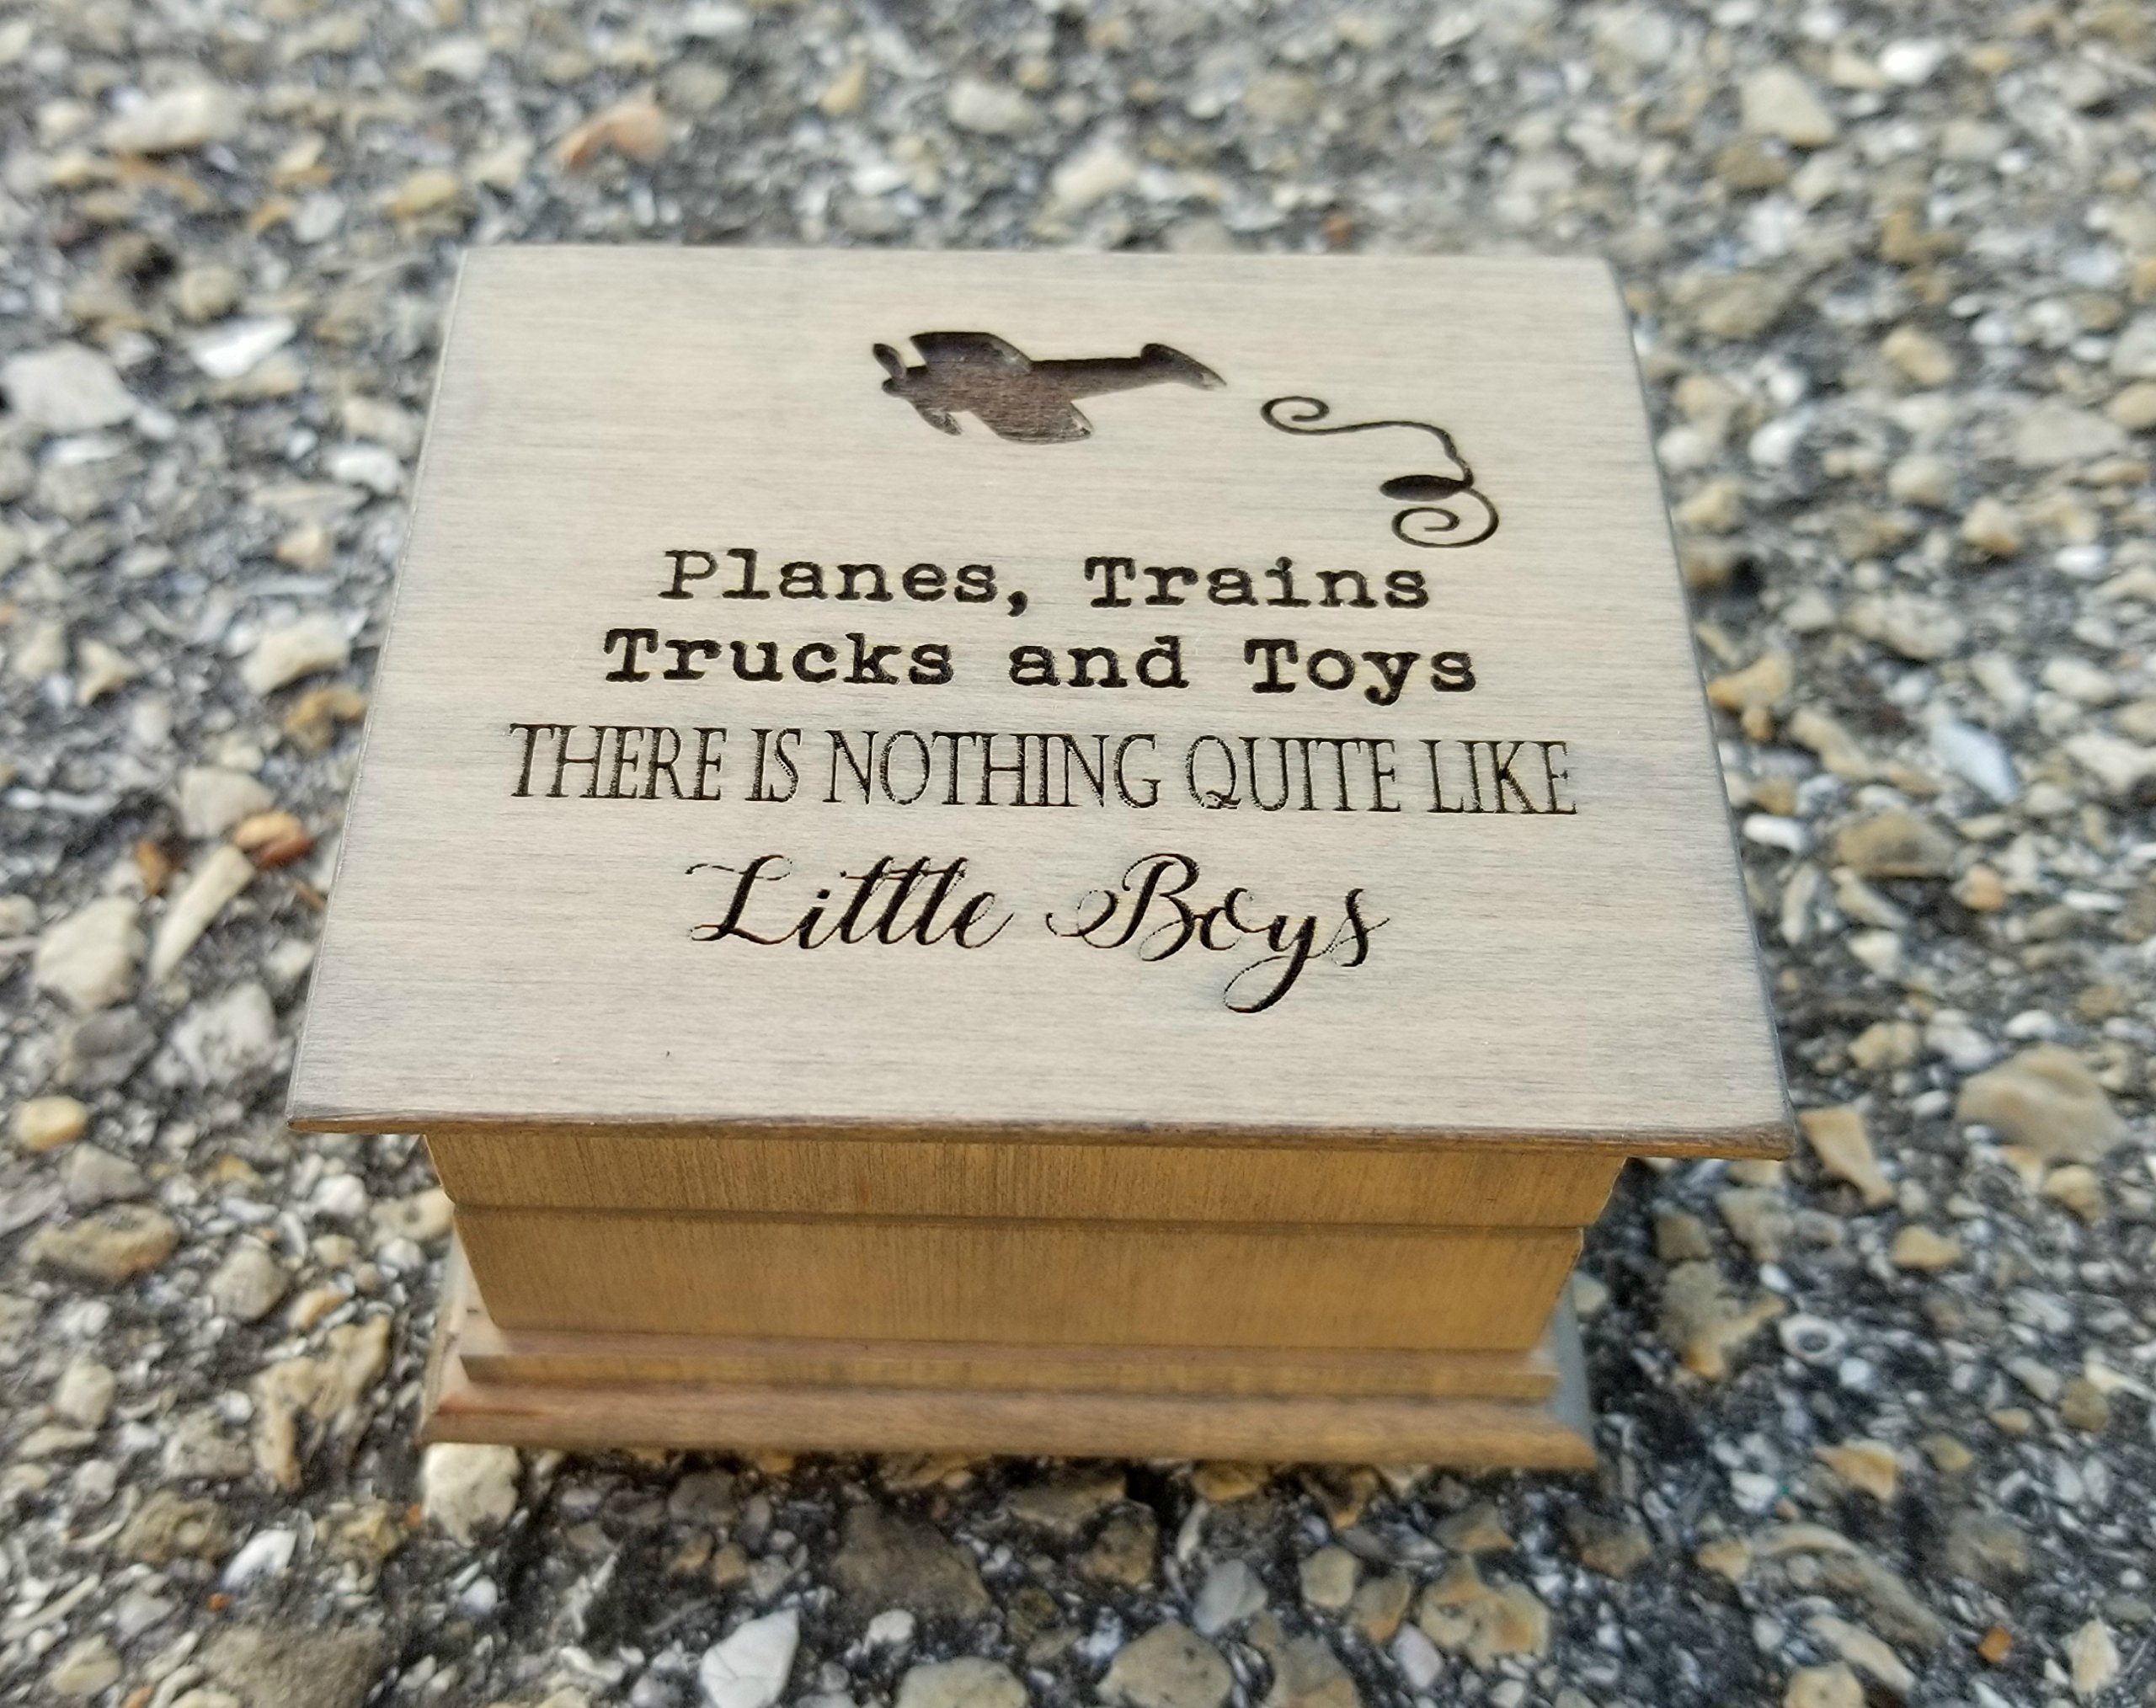 Planes, Trains
Trucks and Toys
THERE IS NOTHING QUITE LIKE
Little Boys